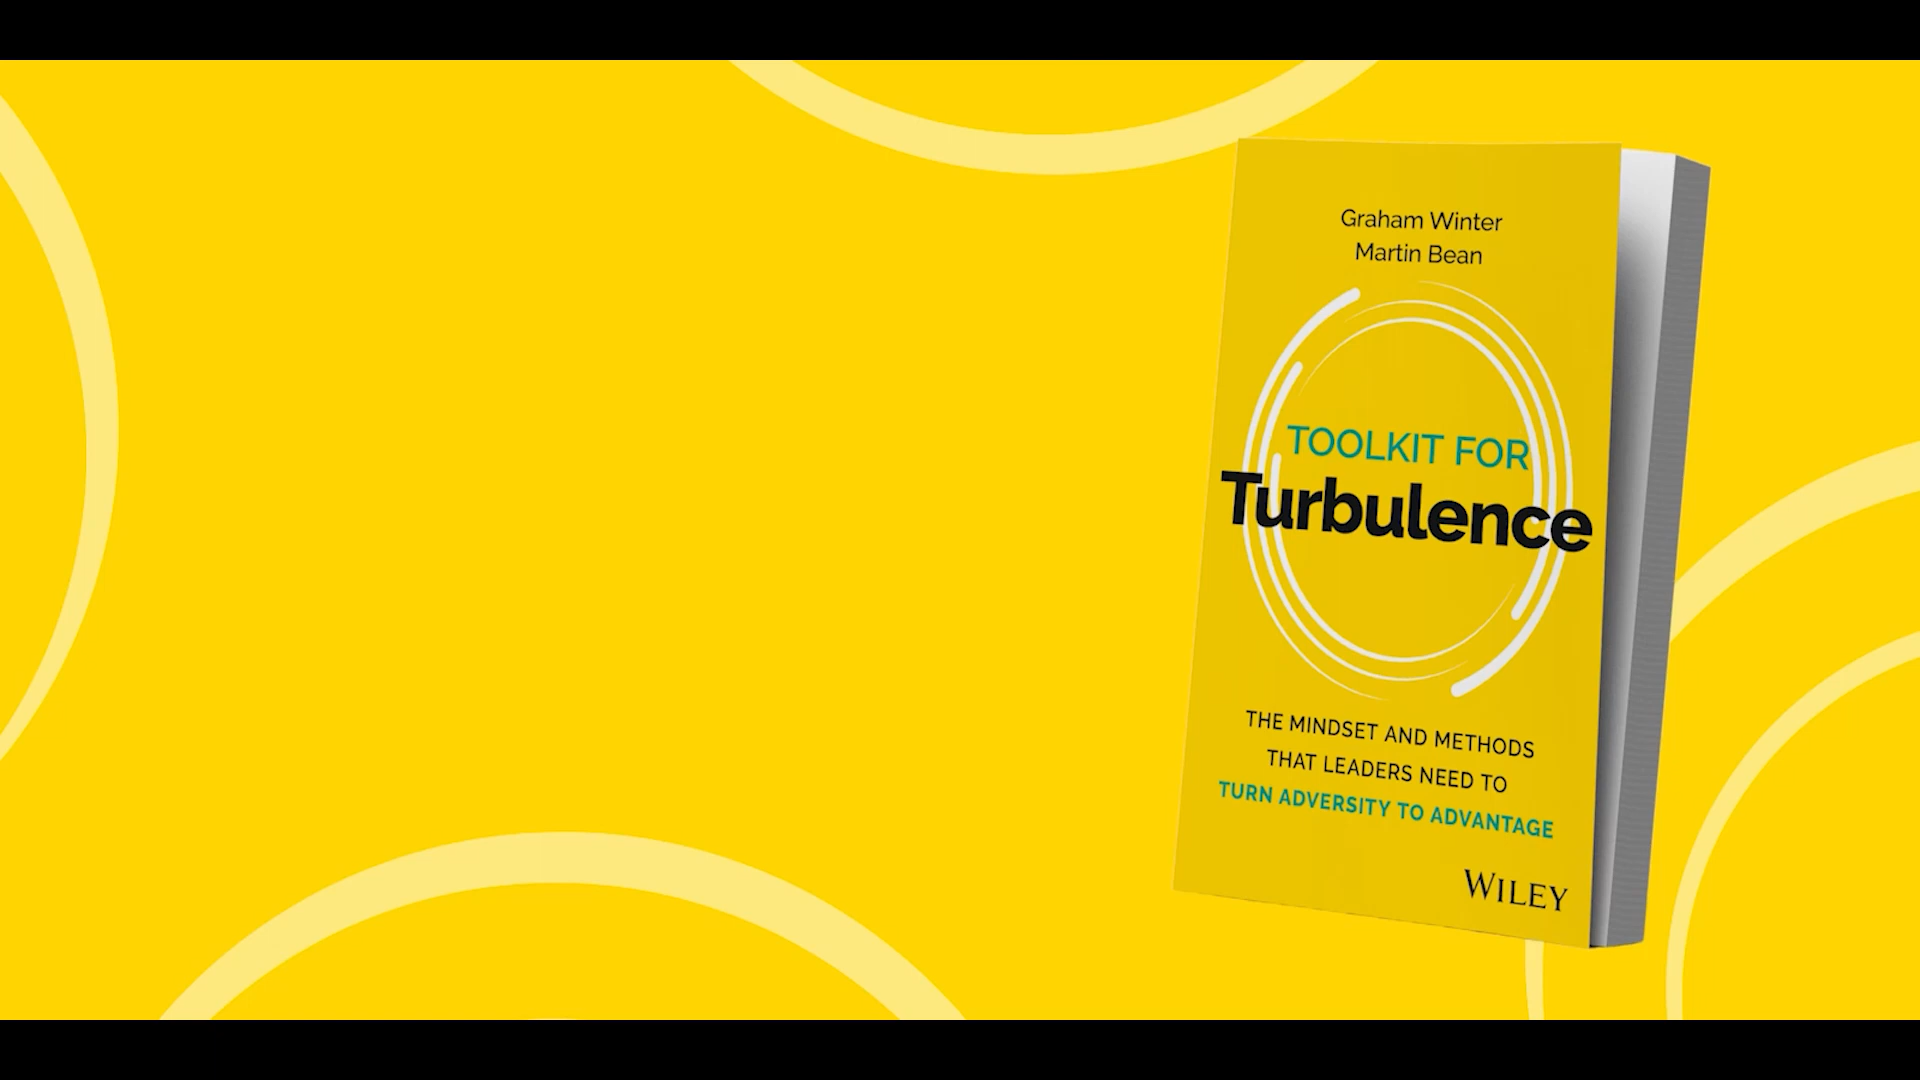 Graham Winter
Martin Bean
TOOLKIT FOR
Turbulence
THE MINDSET AND METHODS
THAT LEADERS NEED TO
TURN ADVERSITY TO ADVANTAGE
WILEY